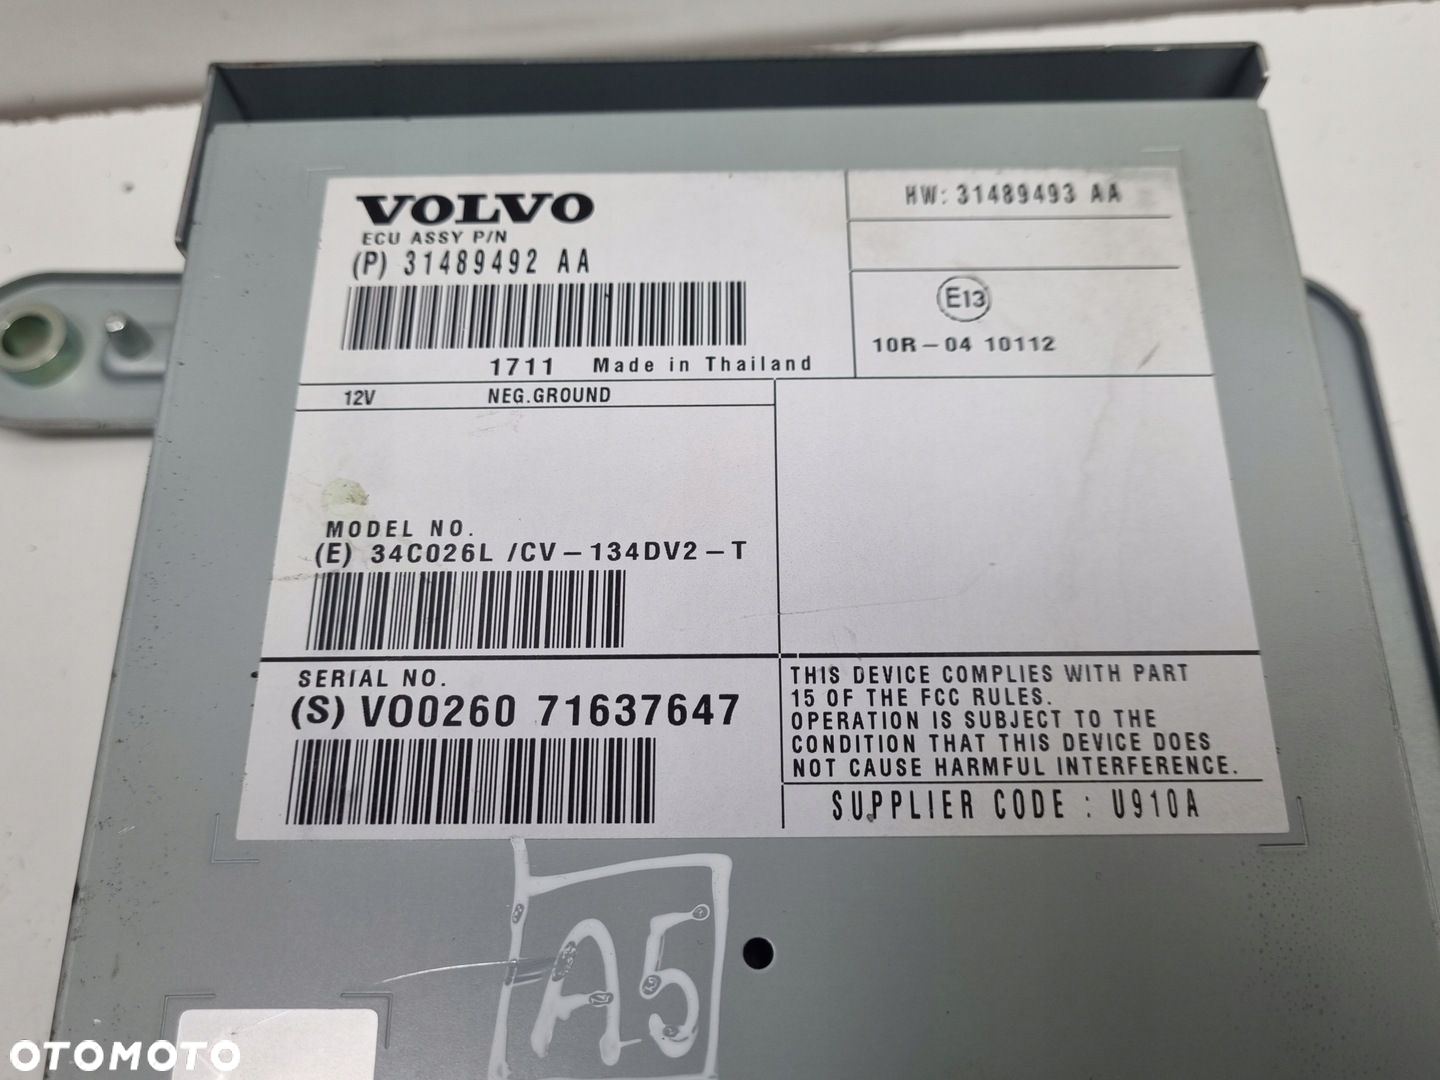 VOLVO
ECU ASSY P/N
(P) 31489492 AA
1711 Made in Thailand
HW: 31489493 AA
E13
10R-04 10112
12V NEG.GROUND
MODEL NO.
(E) 34C026L /CV-134DV2-T
SERIAL NO.
(S) VO0260 71637647
THIS DEVICE COMPLIES WITH PART
15 OF THE FCC RULES.
OPERATION IS SUBJECT TO THE
CONDITION THAT THIS DEVICE DOES
NOT CAUSE HARMFUL INTERFERENCE.
SUPPLIER CODE : U910A
A5
OTOMOTO